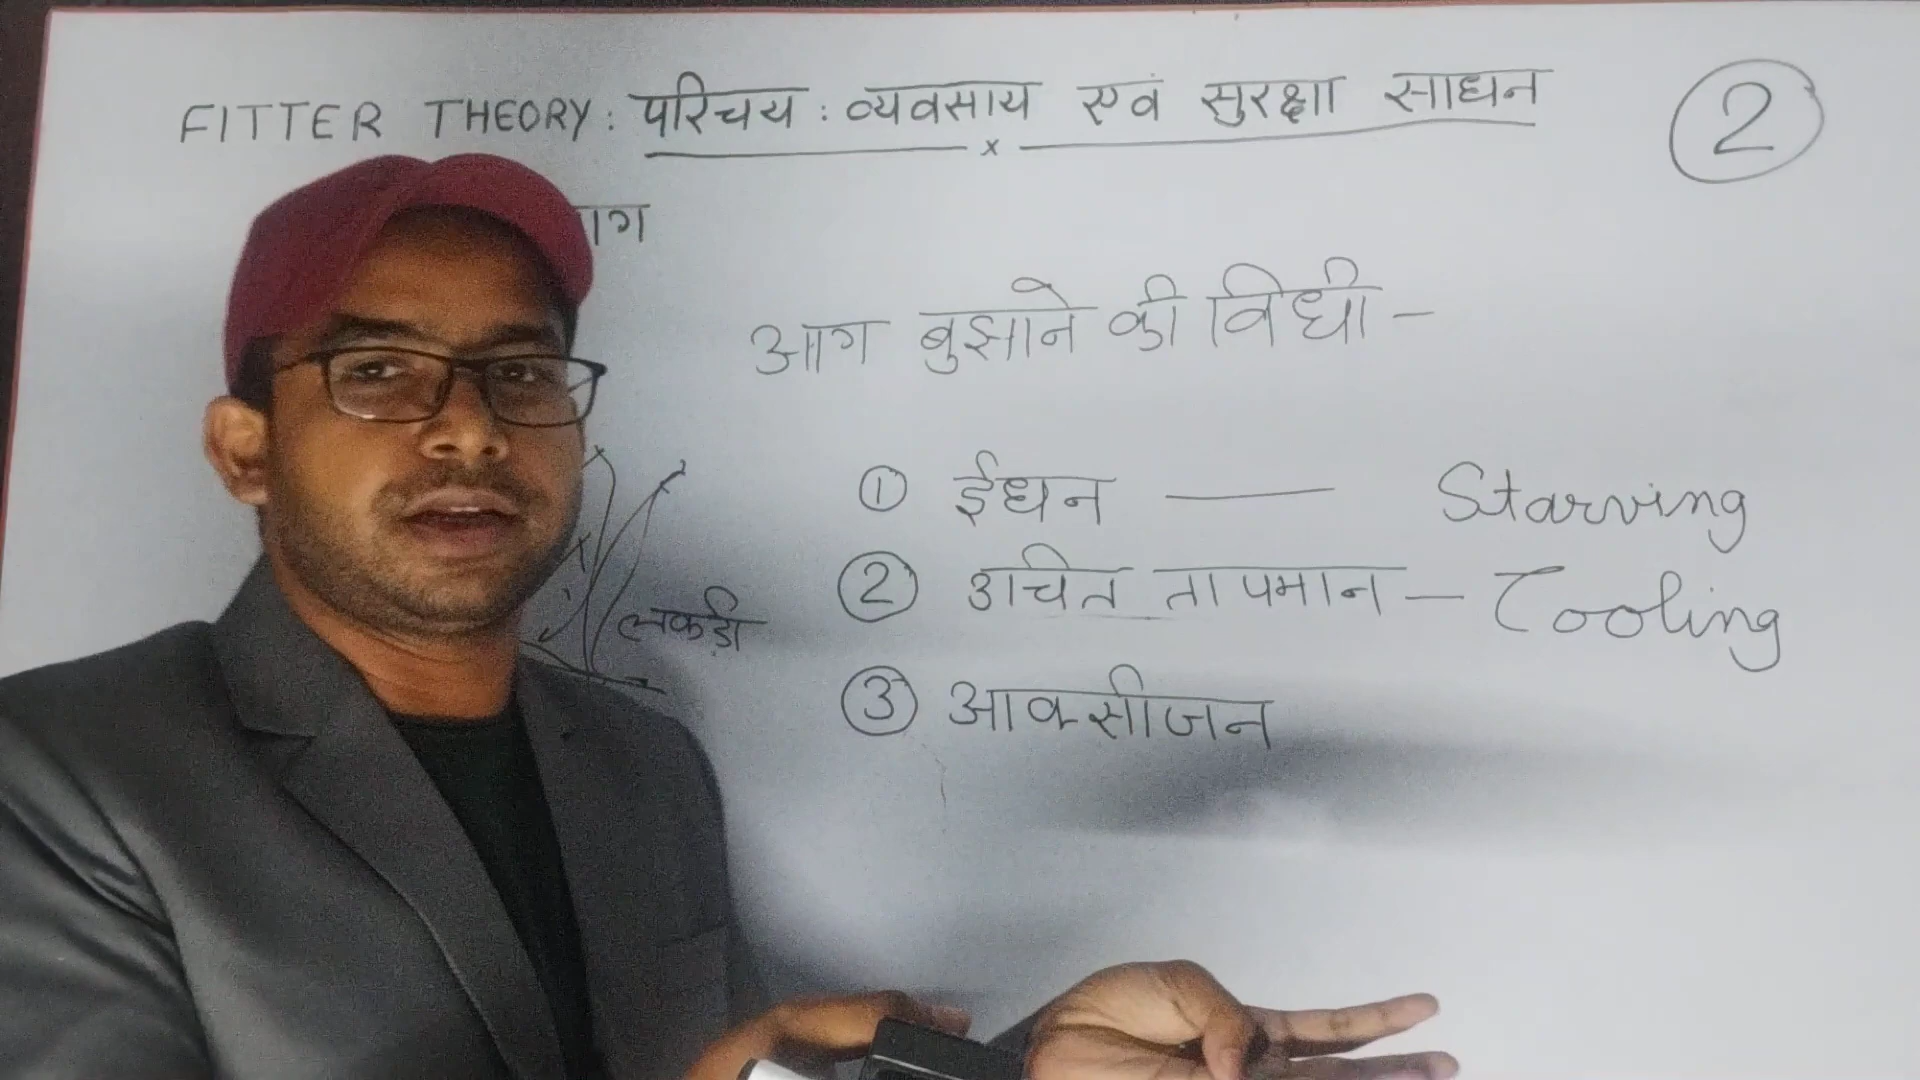 FITTER THEORY: परिचय : व्यवसाय एवं सुरक्षा साधन
2
आग बुझाने की विधी -
① ईधन — Starving
② उचित तापमान - Cooling
③ आक्सीजन
लकड़ी